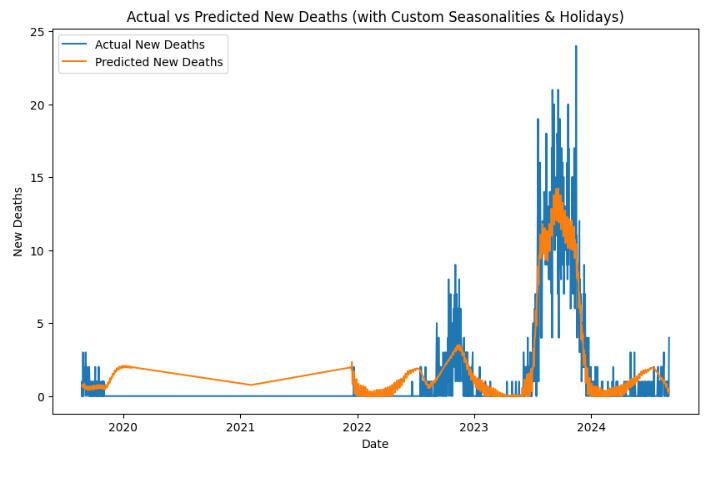 Actual vs Predicted New Deaths (with Custom Seasonalities & Holidays)
Actual New Deaths
Predicted New Deaths
25
20
15
10
5
0
New Deaths
2020 2021 2022 2023 2024
Date